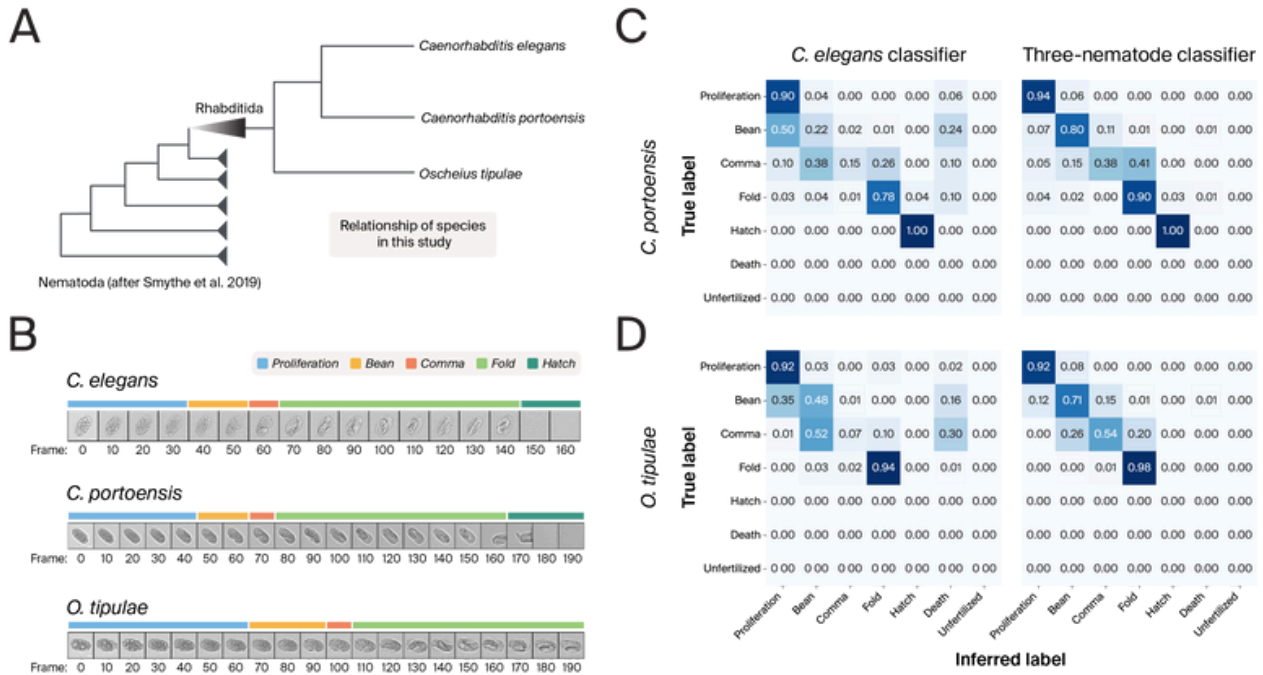 A
Caenorhabditis elegans
Rhabditida
Caenorhabditis portoensis
Oscheius tipulae
Relationship of species
in this study
Nematoda (after Smythe et al. 2019)
B
Proliferation Bean Comma Fold Hatch
C. elegans
Frame: 0 10 20 30 40 50 60 70 80 90 100 110 120 130 140 150 160
C. portoensis
Frame: 0 10 20 30 40 50 60 70 80 90 100 110 120 130 140 150 160 170 180 190
O. tipulae
Frame: 0 10 20 30 40 50 60 70 80 90 100 110 120 130 140 150 160 170 180 190
C
C. elegans classifier Three-nematode classifier
C. portoensis
True label
Proliferation 0.90 0.04 0.00 0.00 0.00 0.06 0.00 0.94 0.06 0.00 0.00 0.00 0.00 0.00
Bean 0.50 0.22 0.02 0.01 0.00 0.24 0.00 0.07 0.80 0.11 0.01 0.00 0.01 0.00
Comma 0.10 0.38 0.15 0.26 0.00 0.10 0.00 0.05 0.15 0.38 0.41 0.00 0.00 0.00
Fold 0.03 0.04 0.01 0.78 0.04 0.10 0.00 0.04 0.02 0.00 0.90 0.03 0.01 0.00
Hatch 0.00 0.00 0.00 0.00 1.00 0.00 0.00 0.00 0.00 0.00 0.00 1.00 0.00 0.00
Death 0.00 0.00 0.00 0.00 0.00 0.00 0.00 0.00 0.00 0.00 0.00 0.00 0.00 0.00
Unfertilized 0.00 0.00 0.00 0.00 0.00 0.00 0.00 0.00 0.00 0.00 0.00 0.00 0.00 0.00
D
O. tipulae
True label
Proliferation 0.92 0.03 0.00 0.03 0.00 0.02 0.00 0.92 0.08 0.00 0.00 0.00 0.00 0.00
Bean 0.35 0.48 0.01 0.00 0.00 0.16 0.00 0.12 0.71 0.15 0.01 0.00 0.01 0.00
Comma 0.01 0.52 0.07 0.10 0.00 0.30 0.00 0.00 0.26 0.54 0.20 0.00 0.00 0.00
Fold 0.00 0.03 0.02 0.94 0.00 0.01 0.00 0.00 0.00 0.01 0.98 0.00 0.00 0.00
Hatch 0.00 0.00 0.00 0.00 0.00 0.00 0.00 0.00 0.00 0.00 0.00 0.00 0.00 0.00
Death 0.00 0.00 0.00 0.00 0.00 0.00 0.00 0.00 0.00 0.00 0.00 0.00 0.00 0.00
Unfertilized 0.00 0.00 0.00 0.00 0.00 0.00 0.00 0.00 0.00 0.00 0.00 0.00 0.00 0.00
Proliferation Bean Comma Fold Hatch Death Unfertilized Proliferation Bean Comma Fold Hatch Death Unfertilized
Inferred label